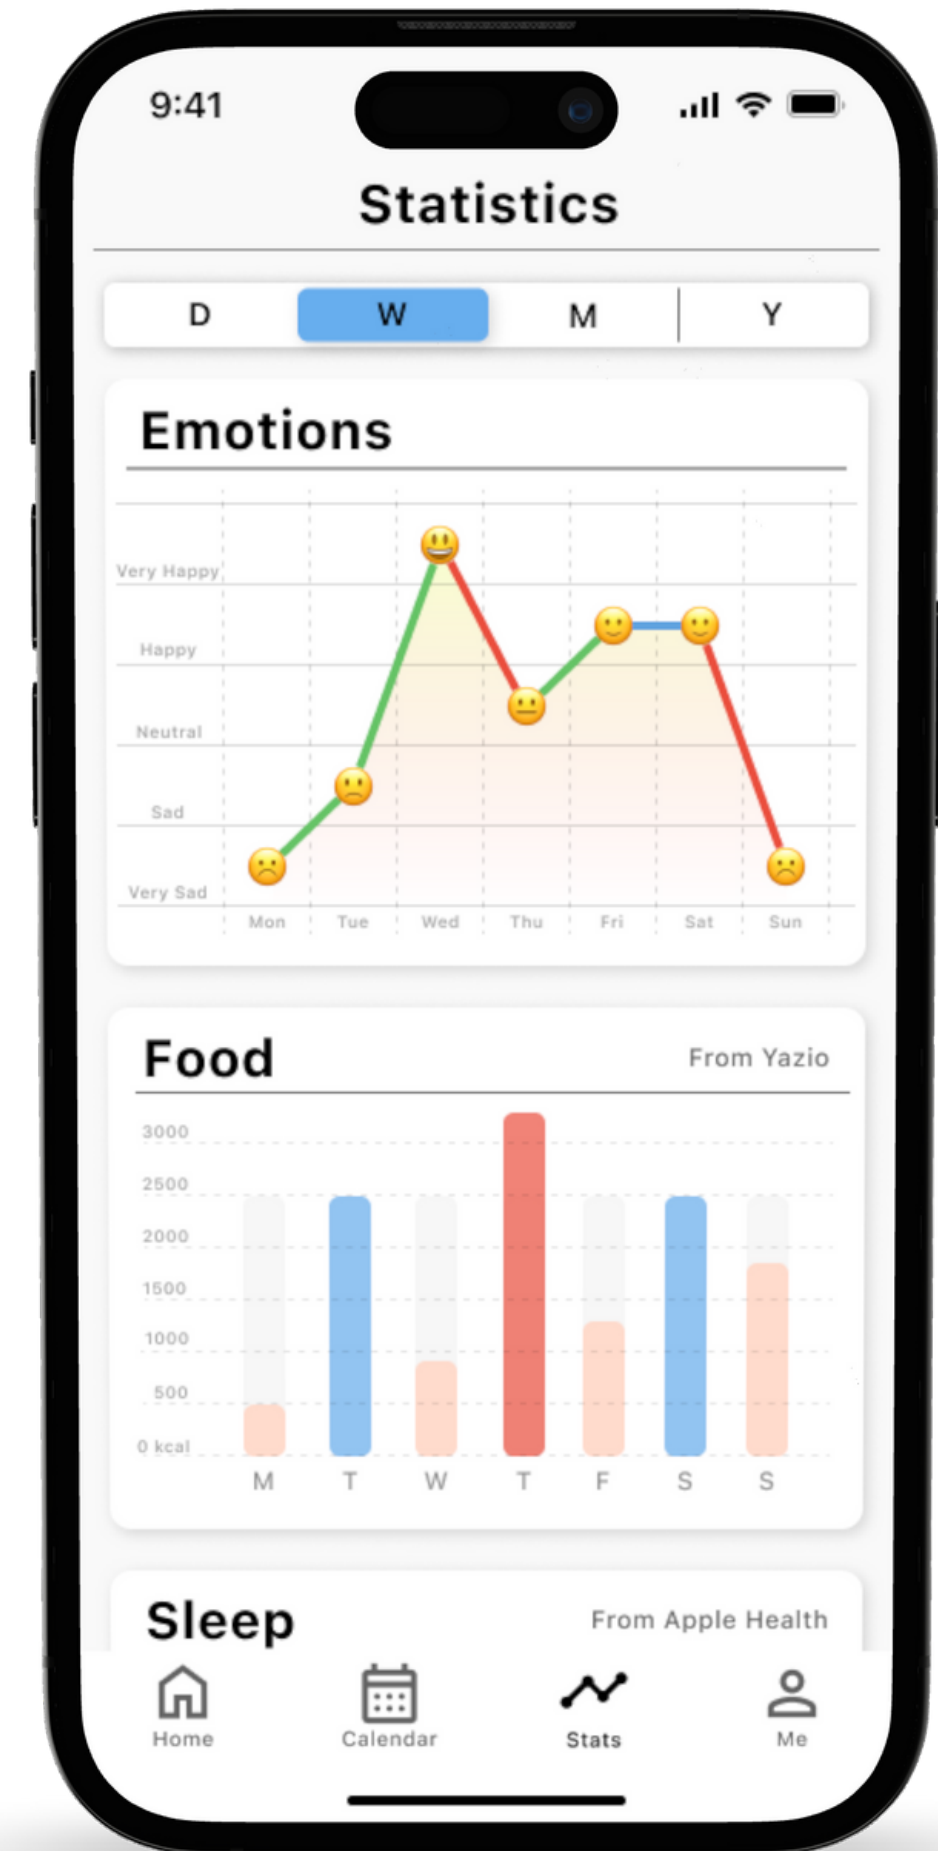 9:41
Statistics
D W M Y
Emotions
Very Happy
Happy
Neutral
Sad
Very Sad
Mon Tue Wed Thu Fri Sat Sun
Food From Yazio
3000
2500
2000
1500
1000
500
0 kcal
M T W T F S S
Sleep From Apple Health
Home Calendar Stats Me